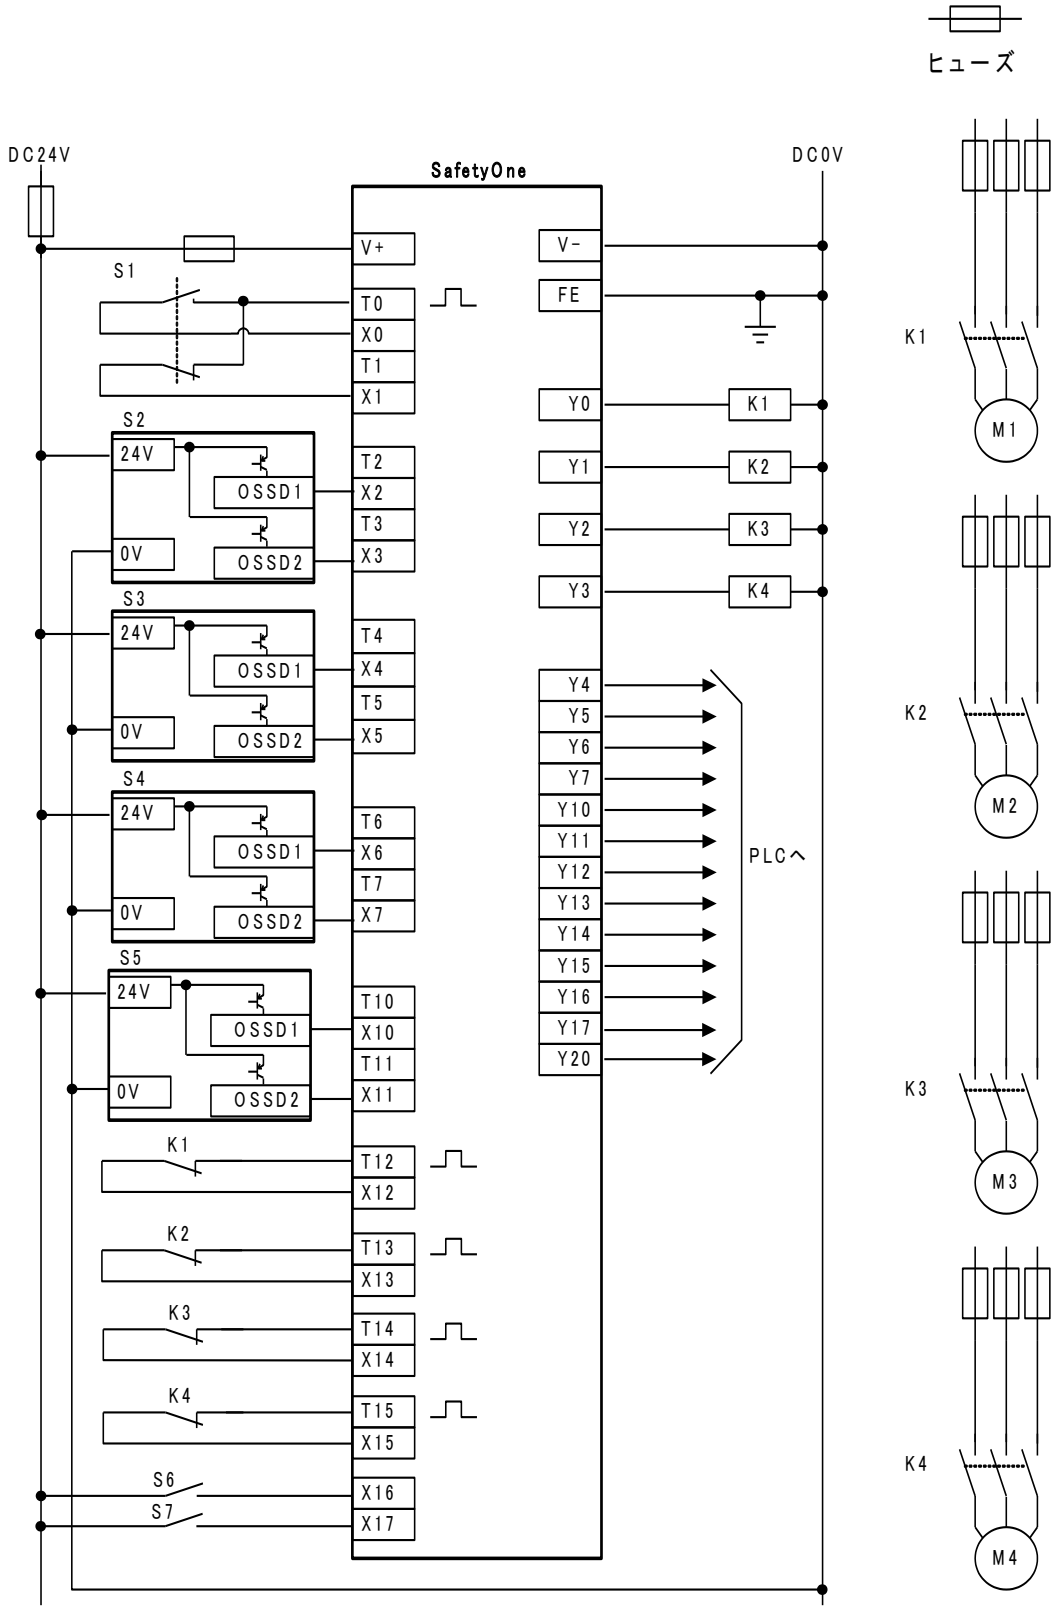 ヒューズ
DC24V
SafetyOne
DC0V
V+
V-
S1
T0
FE
X0
K1
T1
X1
Y0
K1
M1
S2
24V
T2
Y1
K2
OSSD1
X2
T3
Y2
K3
0V
OSSD2
X3
S3
Y3
K4
24V
T4
OSSD1
X4
Y4
T5
Y5
K2
0V
OSSD2
X5
Y6
S4
Y7
24V
T6
Y10
M2
OSSD1
X6
Y11
PLCへ
T7
Y12
0V
OSSD2
X7
Y13
Y14
S5
Y15
24V
T10
Y16
OSSD1
X10
Y17
T11
Y20
0V
OSSD2
X11
K3
K1
T12
X12
M3
K2
T13
X13
K3
T14
X14
K4
T15
X15
K4
S6
X16
S7
X17
M4